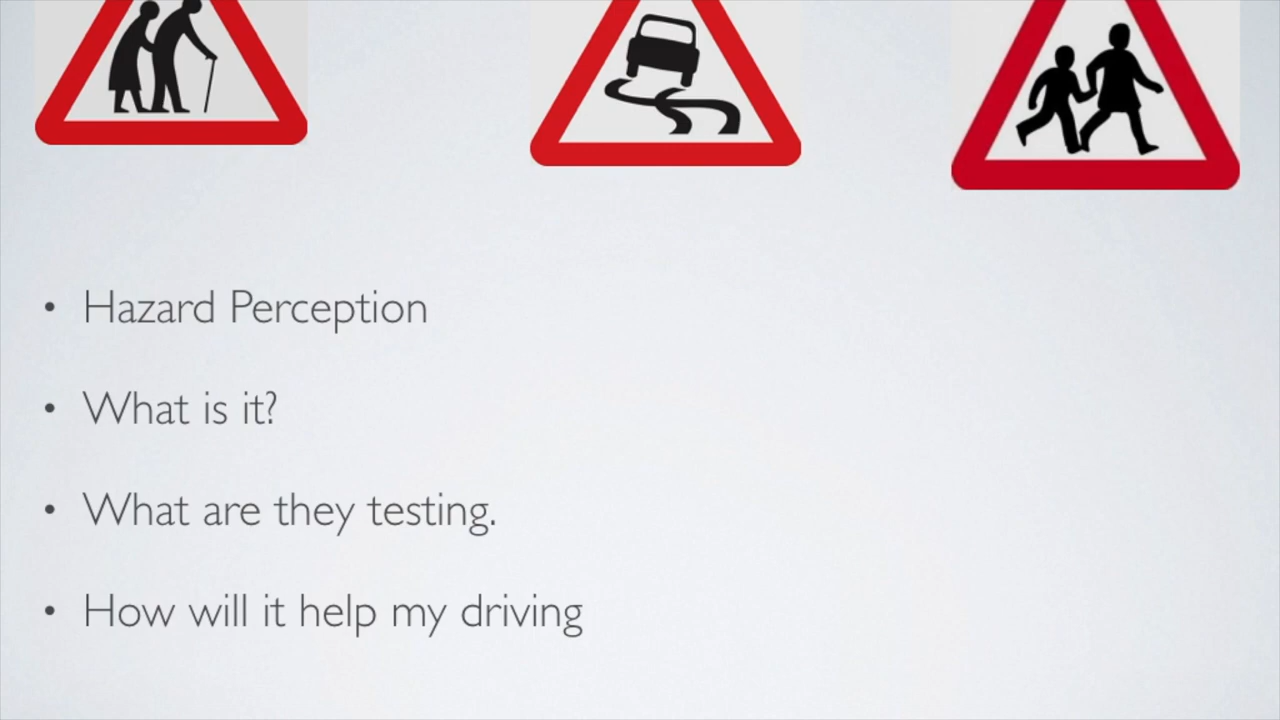 • Hazard Perception
• What is it?
• What are they testing.
• How will it help my driving